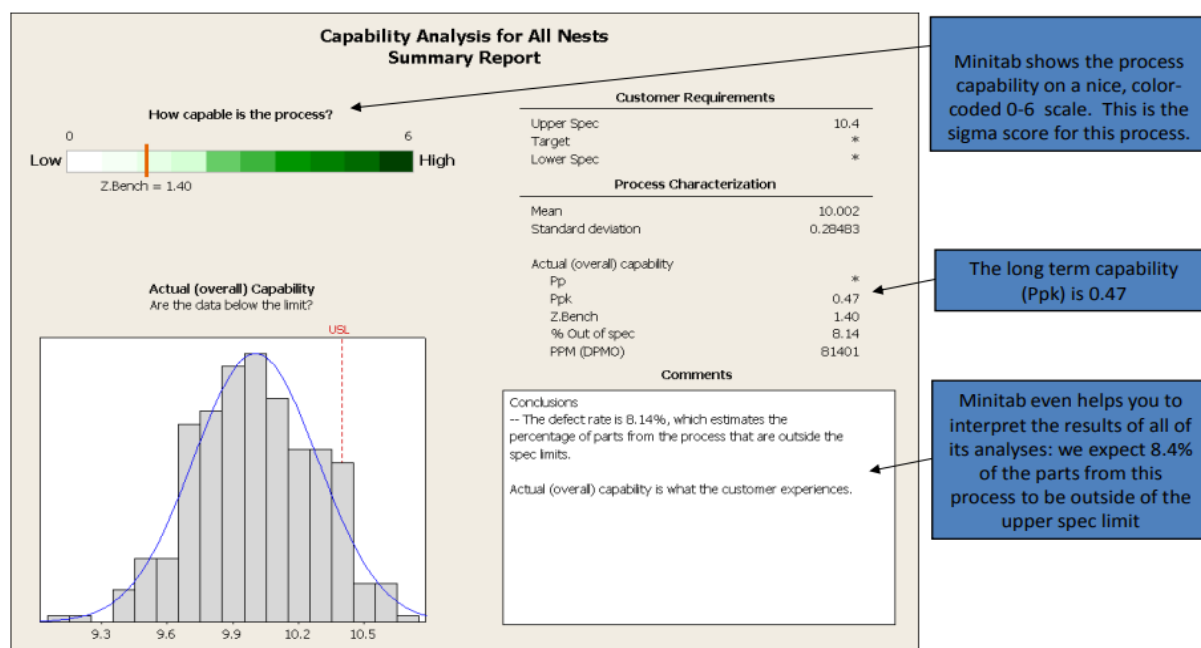 Capability Analysis for All Nests
Summary Report
How capable is the process?
0 6
Low High
Z.Bench = 1.40
Customer Requirements
Upper Spec 10.4
Target *
Lower Spec *
Process Characterization
Mean 10.002
Standard deviation 0.28483
Actual (overall) capability
Pp *
Ppk 0.47
Z.Bench 1.40
% Out of spec 8.14
PPM (DPMO) 81401
Actual (overall) Capability
Are the data below the limit?
USL
9.3 9.6 9.9 10.2 10.5
Comments
Conclusions
-- The defect rate is 8.14%, which estimates the
percentage of parts from the process that are outside the
spec limits.
Actual (overall) capability is what the customer experiences.
Minitab shows the process
capability on a nice, color-
coded 0-6 scale. This is the
sigma score for this process.
The long term capability
(Ppk) is 0.47
Minitab even helps you to
interpret the results of all of
its analyses: we expect 8.4%
of the parts from this
process to be outside of the
upper spec limit